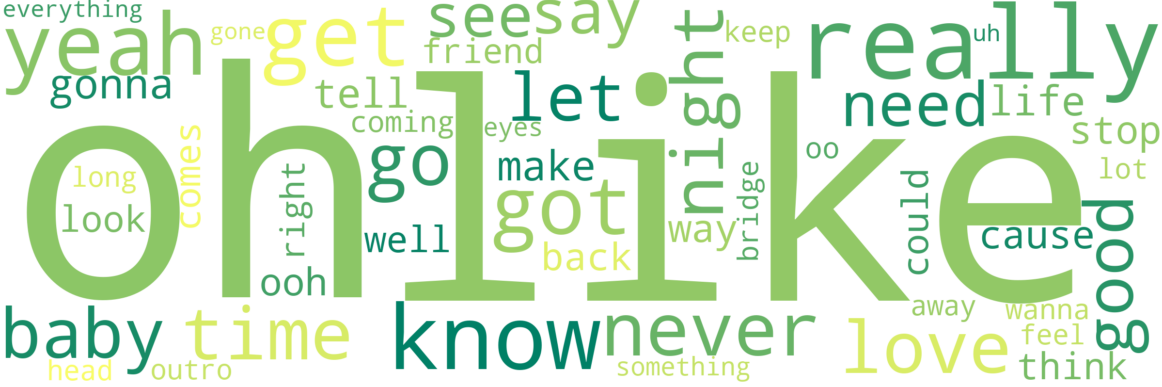 everything
yeah
gone
get
see
say
friend
keep
really
uh
gonna
tell
let
night
need
life
coming
eyes
stop
oh
like
long
look
comes
right
go
make
oo
lot
got
way
bridge
could
cause
good
well
back
ooh
baby
time
know
never
love
away
wanna
feel
think
head
outro
something